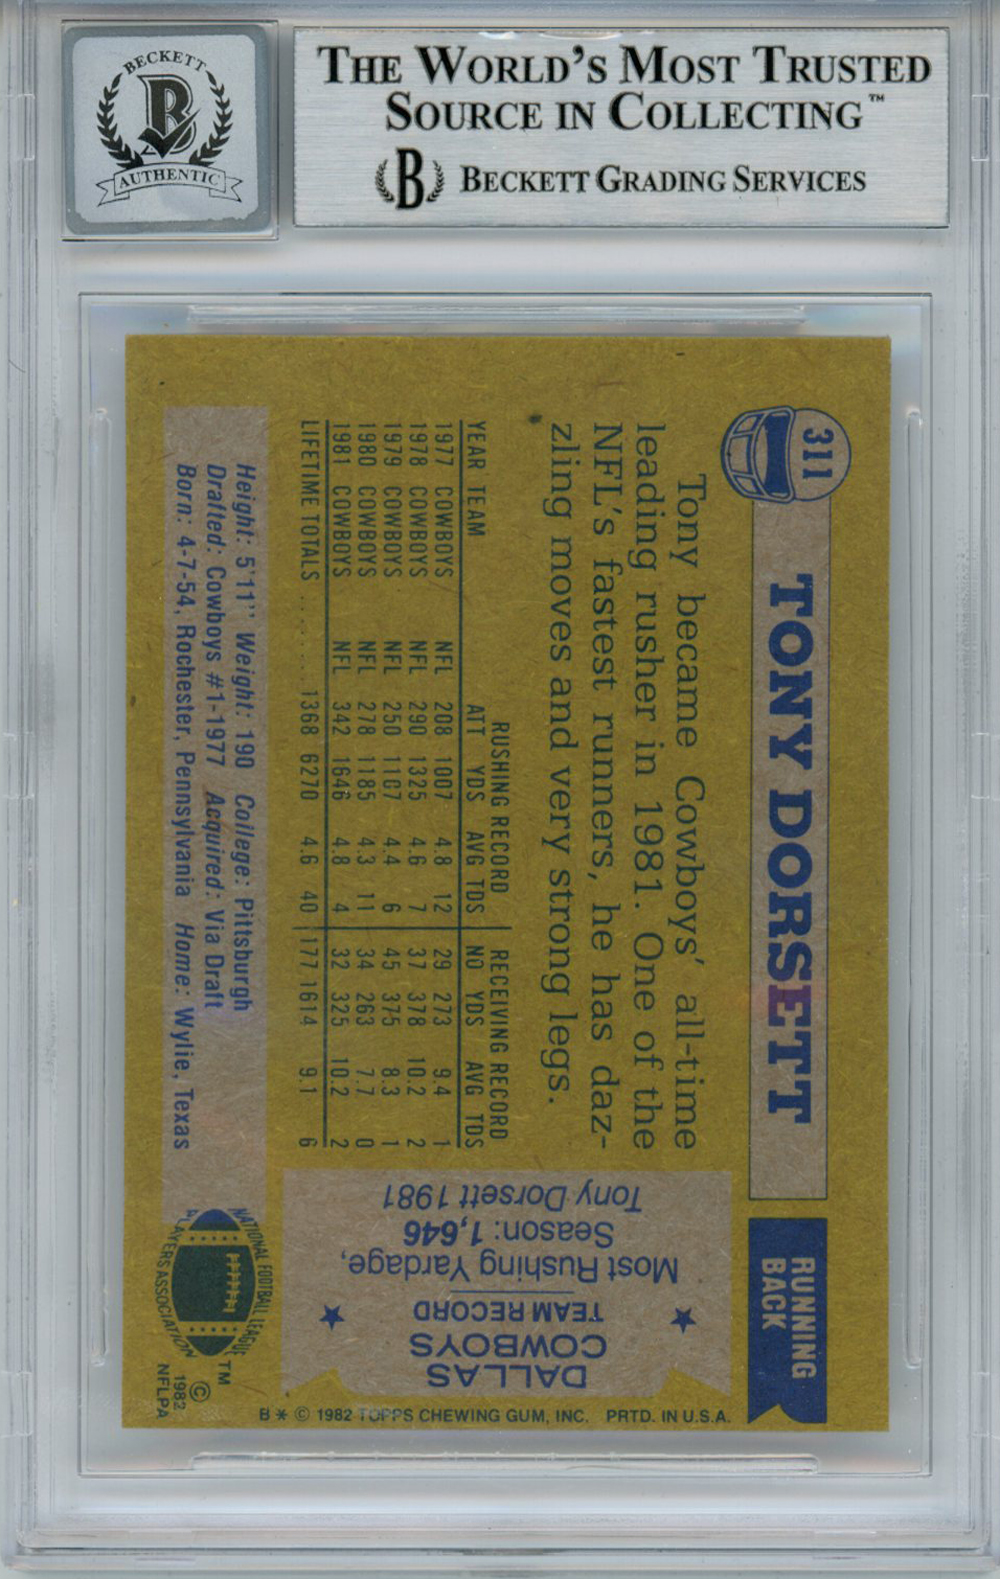 BECKETT
B
AUTHENTIC
THE WORLD'S MOST TRUSTED
SOURCE IN COLLECTING™
B BECKETT GRADING SERVICES
311
TONY DORSETT
RUNNING
BACK
Tony became Cowboys' all-time
leading rusher in 1981. One of the
NFL's fastest runners, he has daz-
zling moves and very strong legs.
RUSHING RECORD RECEIVING RECORD
YEAR TEAM ATT YDS AVG TDS NO YDS AVG TDS
1977 COWBOYS NFL 208 1007 4.8 12 29 273 9.4 1
1978 COWBOYS NFL 290 1325 4.6 7 37 378 10.2 2
1979 COWBOYS NFL 250 1107 4.4 6 45 375 8.3 1
1980 COWBOYS NFL 278 1185 4.3 11 34 263 7.7 0
1981 COWBOYS NFL 342 1646 4.8 4 32 325 10.2 2
LIFETIME TOTALS ........ 1368 6270 4.6 40 177 1614 9.1 6
Height: 5'11" Weight: 190 College: Pittsburgh
Drafted: Cowboys #1-1977 Acquired: Via Draft
Born: 4-7-54, Rochester, Pennsylvania Home: Wylie, Texas
DALLAS
COWBOYS
TEAM RECORD
Most Rushing Yardage,
Season: 1,646
Tony Dorsett 1981
NATIONAL FOOTBALL LEAGUE
PLAYERS ASSOCIATION
TM
©
1982
NFLPA
B * © 1982 TOPPS CHEWING GUM, INC. PRTD. IN U.S.A.